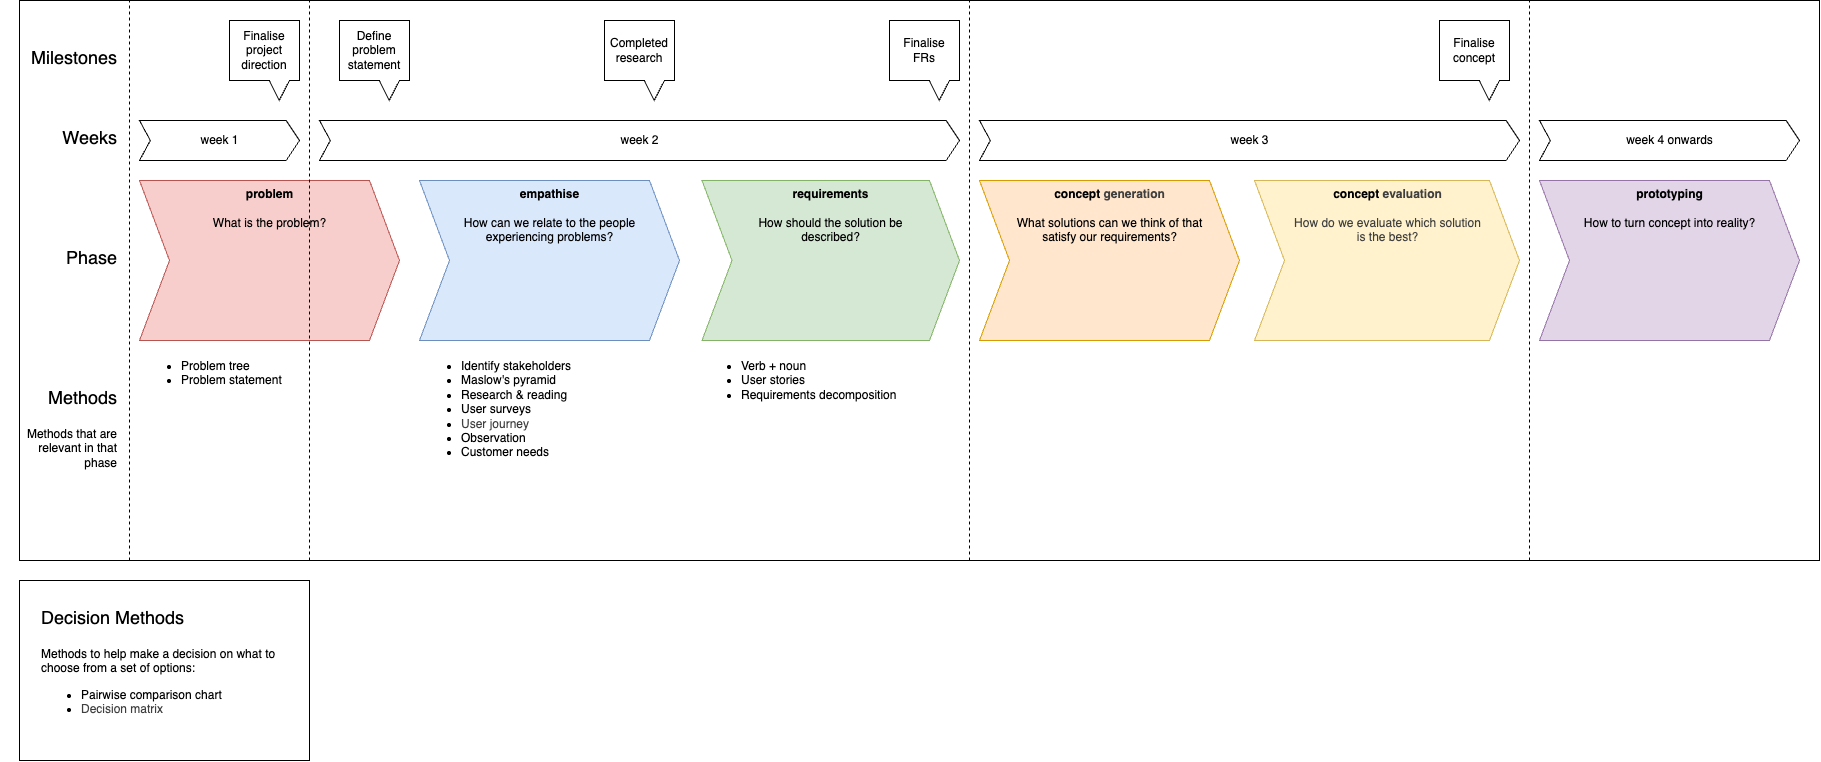 Milestones
Finalise
project
direction
Define
problem
statement
Completed
research
Finalise
FRs
Finalise
concept
Weeks
week 1
week 2
week 3
week 4 onwards
Phase
problem
What is the problem?
empathise
How can we relate to the people
experiencing problems?
requirements
How should the solution be
described?
concept generation
What solutions can we think of that
satisfy our requirements?
concept evaluation
How do we evaluate which solution
is the best?
prototyping
How to turn concept into reality?
Methods
Methods that are
relevant in that
phase
• Problem tree
• Problem statement
• Identify stakeholders
• Maslow's pyramid
• Research & reading
• User surveys
• User journey
• Observation
• Customer needs
• Verb + noun
• User stories
• Requirements decomposition
Decision Methods
Methods to help make a decision on what to
choose from a set of options:
• Pairwise comparison chart
• Decision matrix